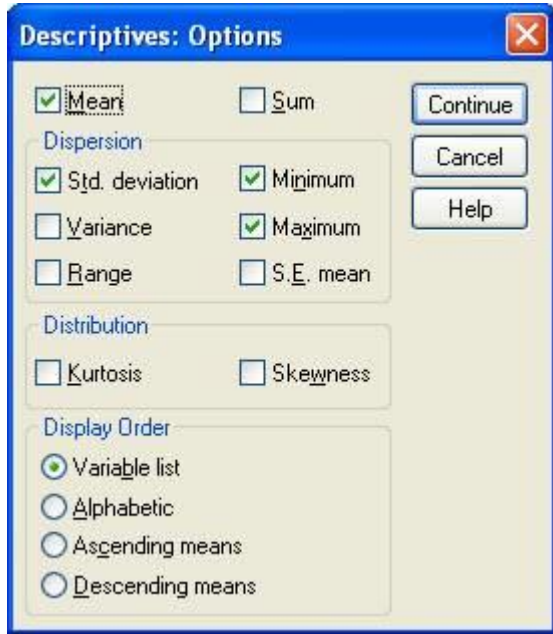 Descriptives: Options
Mean
Sum
Continue
Dispersion
Cancel
Std. deviation
Minimum
Help
Variance
Maximum
Range
S.E. mean
Distribution
Kurtosis
Skewness
Display Order
Variable list
Alphabetic
Ascending means
Descending means